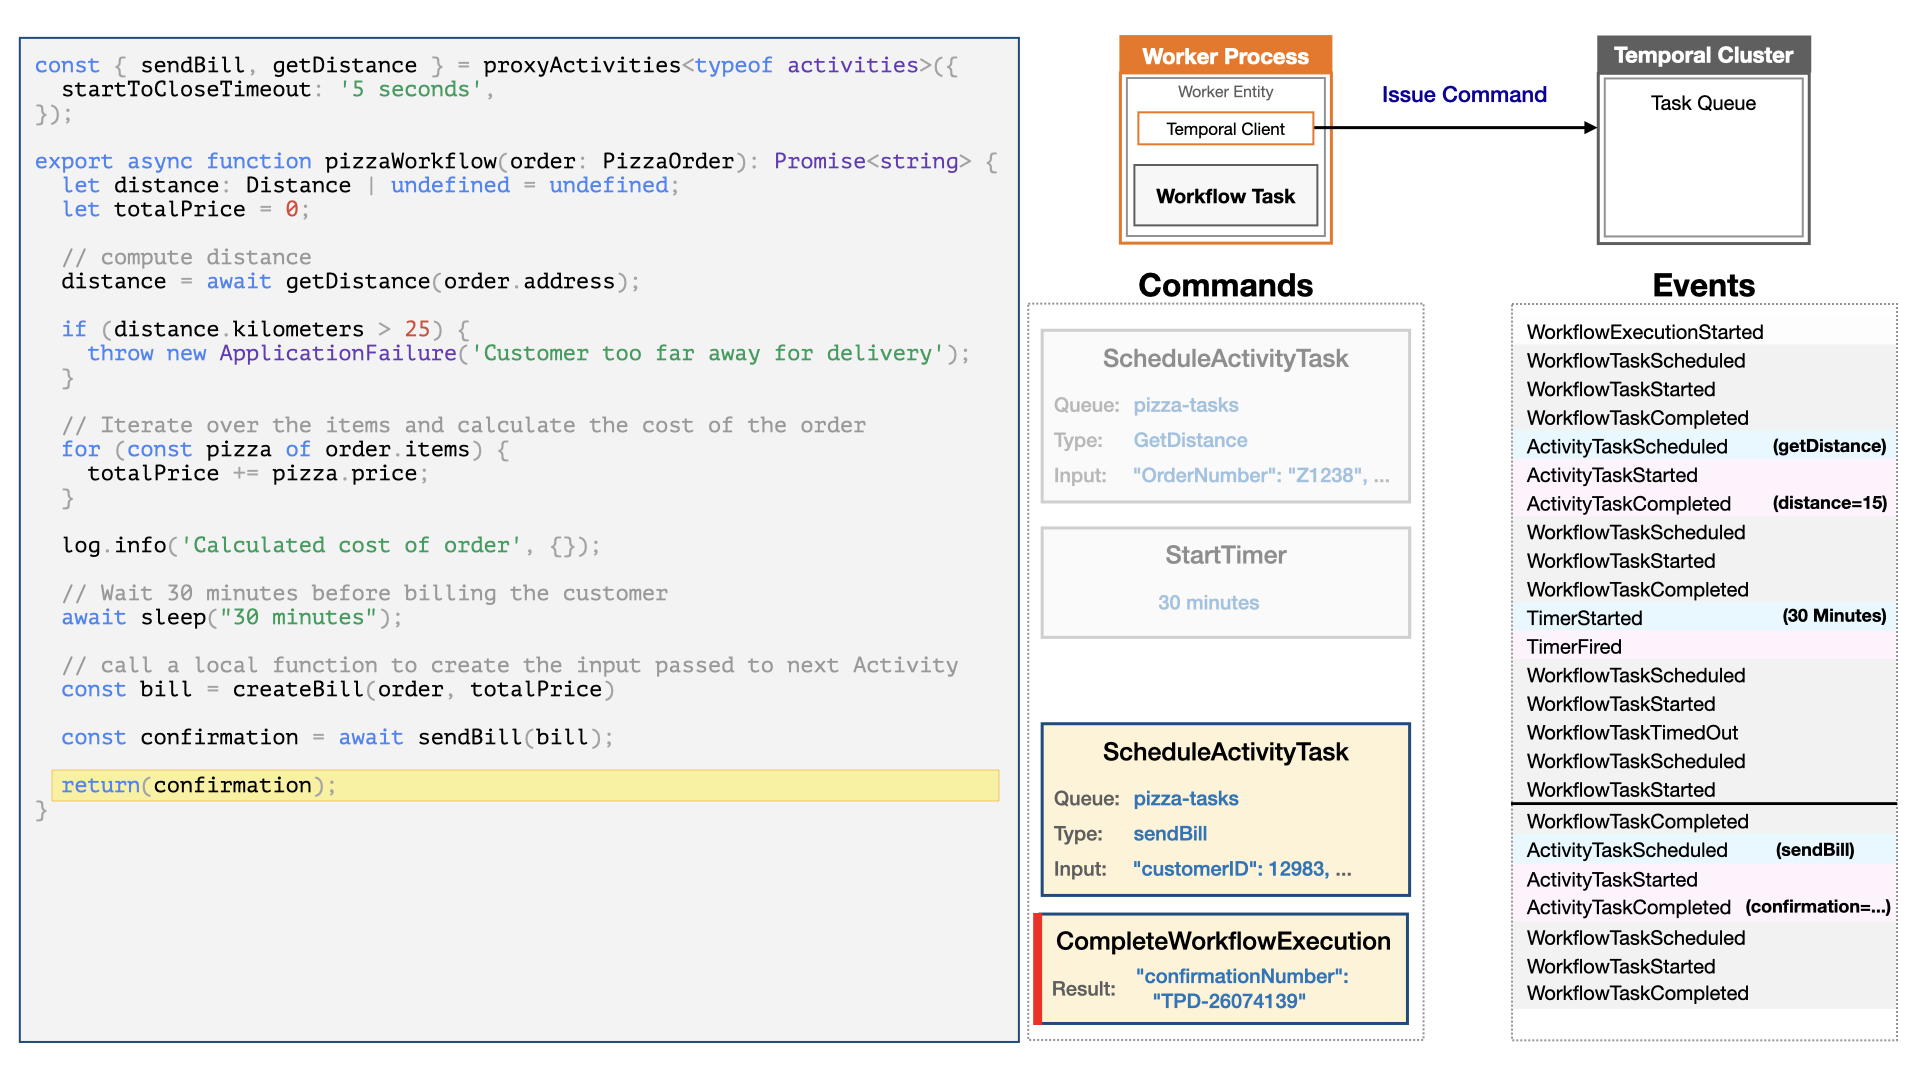 const { sendBill, getDistance } = proxyActivities<typeof activities>({
  startToCloseTimeout: '5 seconds',
});
export async function pizzaWorkflow(order: PizzaOrder): Promise<string> {
  let distance: Distance | undefined = undefined;
  let totalPrice = 0;
  // compute distance
  distance = await getDistance(order.address);
  if (distance.kilometers > 25) {
    throw new ApplicationFailure('Customer too far away for delivery');
  }
  // Iterate over the items and calculate the cost of the order
  for (const pizza of order.items) {
    totalPrice += pizza.price;
  }
  log.info('Calculated cost of order', {});
  // Wait 30 minutes before billing the customer
  await sleep("30 minutes");
  // call a local function to create the input passed to next Activity
  const bill = createBill(order, totalPrice)
  const confirmation = await sendBill(bill);
  return(confirmation);
}
Worker Process
Worker Entity
Temporal Client
Workflow Task
Issue Command
Temporal Cluster
Task Queue
Commands
ScheduleActivityTask
Queue: pizza-tasks
Type: GetDistance
Input: "OrderNumber": "Z1238", ...
StartTimer
30 minutes
ScheduleActivityTask
Queue: pizza-tasks
Type: sendBill
Input: "customerID": 12983, ...
CompleteWorkflowExecution
Result: "confirmationNumber":
"TPD-26074139"
Events
WorkflowExecutionStarted
WorkflowTaskScheduled
WorkflowTaskStarted
WorkflowTaskCompleted
ActivityTaskScheduled (getDistance)
ActivityTaskStarted
ActivityTaskCompleted (distance=15)
WorkflowTaskScheduled
WorkflowTaskStarted
WorkflowTaskCompleted
TimerStarted (30 Minutes)
TimerFired
WorkflowTaskScheduled
WorkflowTaskStarted
WorkflowTaskTimedOut
WorkflowTaskScheduled
WorkflowTaskStarted
WorkflowTaskCompleted
ActivityTaskScheduled (sendBill)
ActivityTaskStarted
ActivityTaskCompleted (confirmation=...)
WorkflowTaskScheduled
WorkflowTaskStarted
WorkflowTaskCompleted